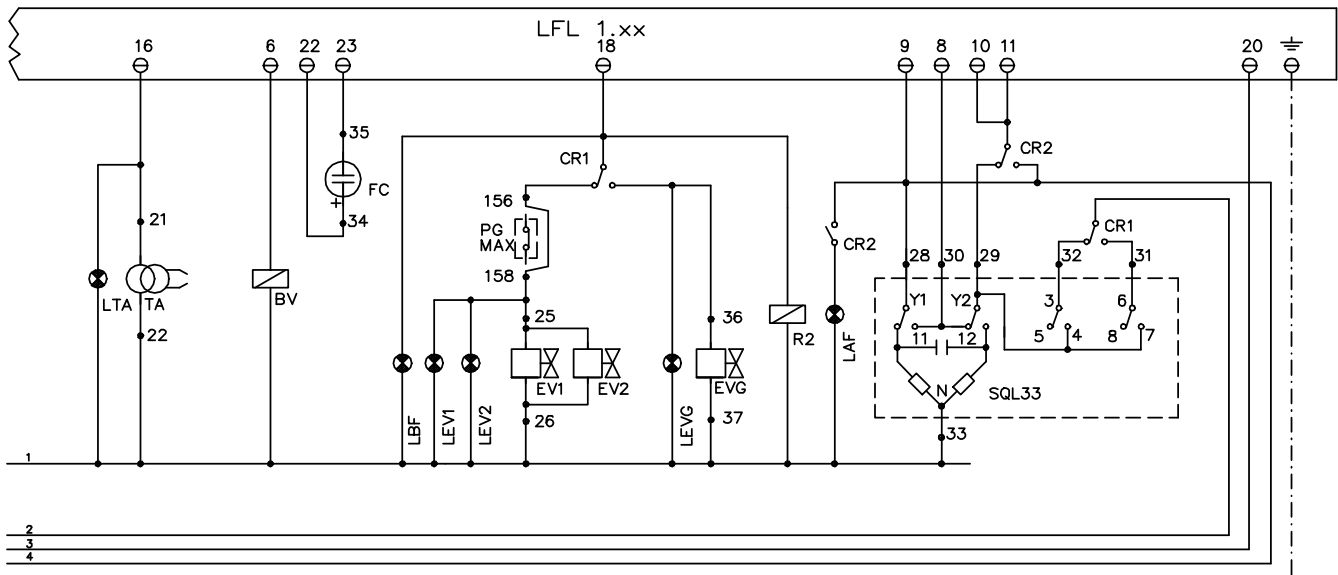 LFL 1.xx
16 6 22 23 18 9 8 10 11 20
35
CR1
CR2
FC
+
34
156
21
PG
MAX
158
CR2
28 30 29
CR1
32 31
LTA TA
BV
Y1 Y2
3 6
22
25
36
R2
LAF
11 12
5 4 8 7
EV1 EV2
EVG
N
SQL33
LBF
LEV1
LEV2
26
LEVG
37
33
1
2
3
4